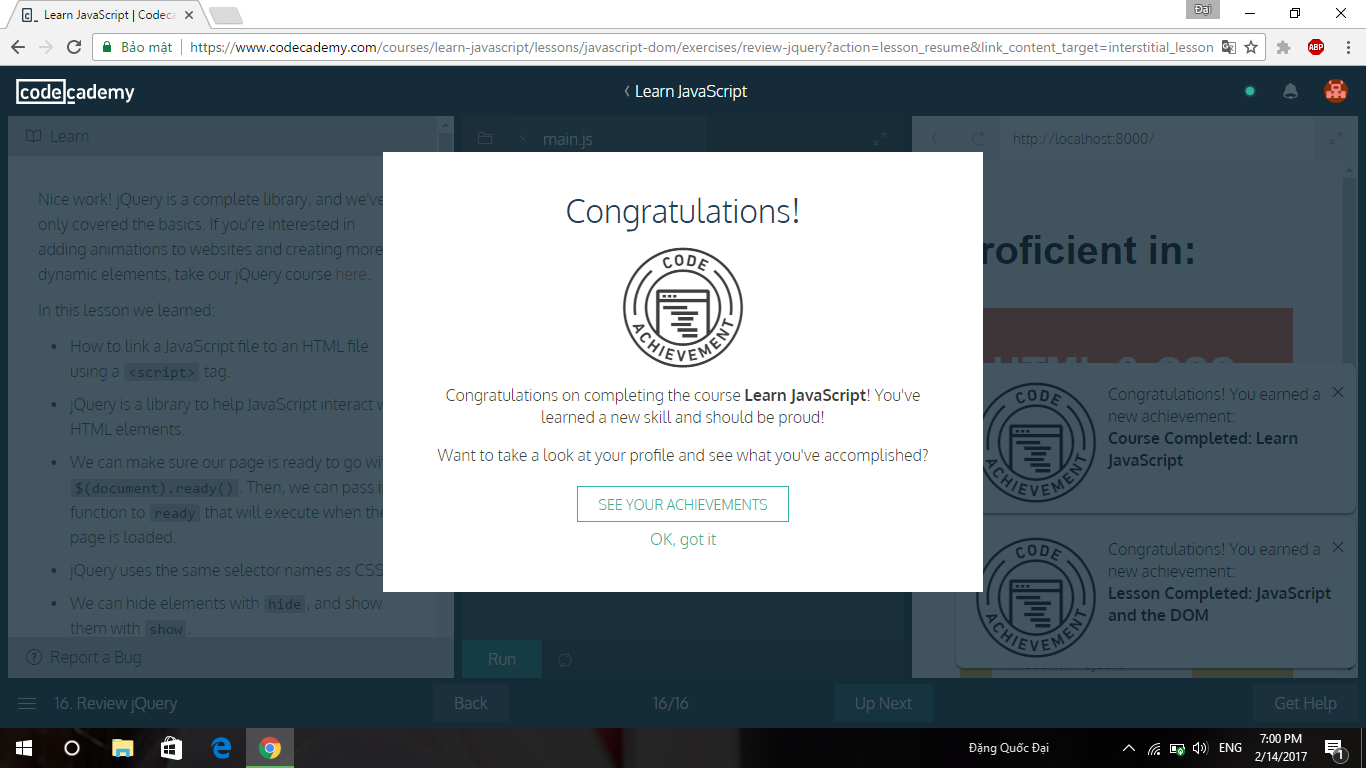 Learn JavaScript | Codeca
Đại
Bảo mật
https://www.codecademy.com/courses/learn-javascript/lessons/javascript-dom/exercises/review-jquery?action=lesson_resume&link_content_target=interstitial_lesson
ABP
codecademy
Learn JavaScript
Learn
main.js
http://localhost:8000/
Nice work! jQuery is a complete library, and we've
only covered the basics. If you're interested in
adding animations to websites and creating more
dynamic elements, take our jQuery course here.
In this lesson we learned:
• How to link a JavaScript file to an HTML file
using a <script> tag.
• jQuery is a library to help JavaScript interact w
HTML elements.
• We can make sure our page is ready to go wi
$(document).ready(). Then, we can pass i
function to ready that will execute when the
page is loaded.
• jQuery uses the same selector names as CSS
• We can hide elements with hide, and show
them with show.
Report a Bug
Congratulations!
CODE
ACHIEVEMENT
Congratulations on completing the course Learn JavaScript! You've
learned a new skill and should be proud!
Want to take a look at your profile and see what you've accomplished?
SEE YOUR ACHIEVEMENTS
OK, got it
roficient in:
HTML & CSS
CODE
ACHIEVEMENT
Congratulations! You earned a
new achievement:
Course Completed: Learn
JavaScript
CODE
ACHIEVEMENT
Congratulations! You earned a
new achievement:
Lesson Completed: JavaScript
and the DOM
Run
16. Review jQuery
Back
16/16
Up Next
Get Help
Đặng Quốc Đại
ENG
7:00 PM
2/14/2017
1